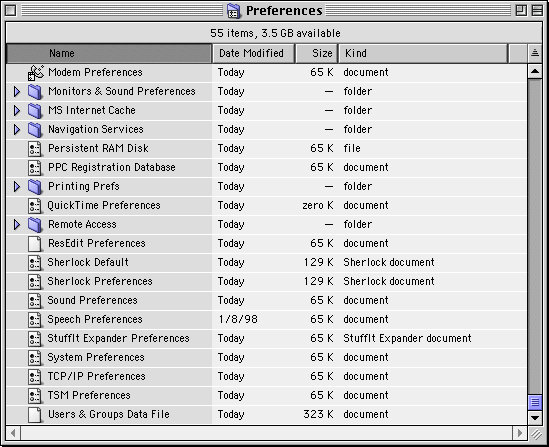 Preferences
55 items, 3.5 GB available
Name Date Modified Size Kind
Modem Preferences Today 65 K document
Monitors & Sound Preferences Today — folder
MS Internet Cache Today — folder
Navigation Services Today — folder
Persistent RAM Disk Today 65 K file
PPC Registration Database Today 65 K document
Printing Prefs Today — folder
QuickTime Preferences Today zero K document
Remote Access Today — folder
ResEdit Preferences Today 65 K document
Sherlock Default Today 129 K Sherlock document
Sherlock Preferences Today 129 K Sherlock document
Sound Preferences Today 65 K document
Speech Preferences 1/8/98 65 K document
StuffIt Expander Preferences Today 65 K StuffIt Expander document
System Preferences Today 65 K document
TCP/IP Preferences Today 65 K document
TSM Preferences Today 65 K document
Users & Groups Data File Today 323 K document